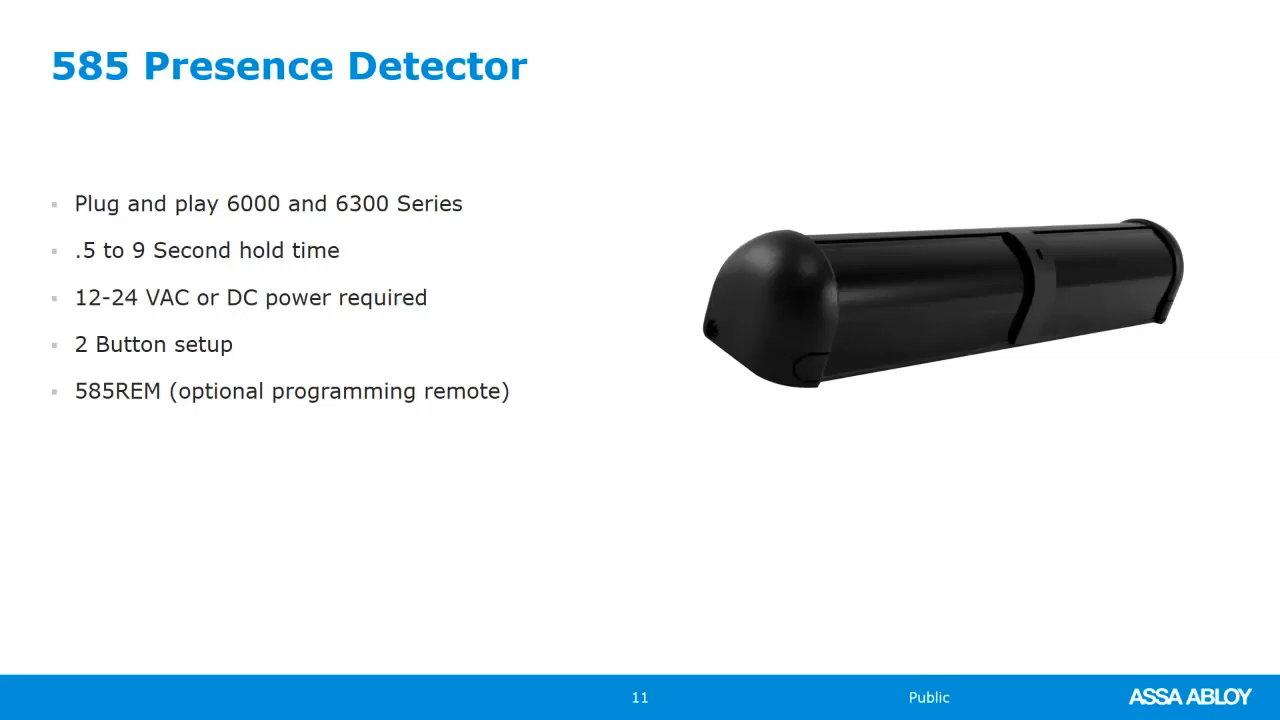 585 Presence Detector
Plug and play 6000 and 6300 Series
.5 to 9 Second hold time
12-24 VAC or DC power required
2 Button setup
585REM (optional programming remote)
11
Public
ASSA ABLOY